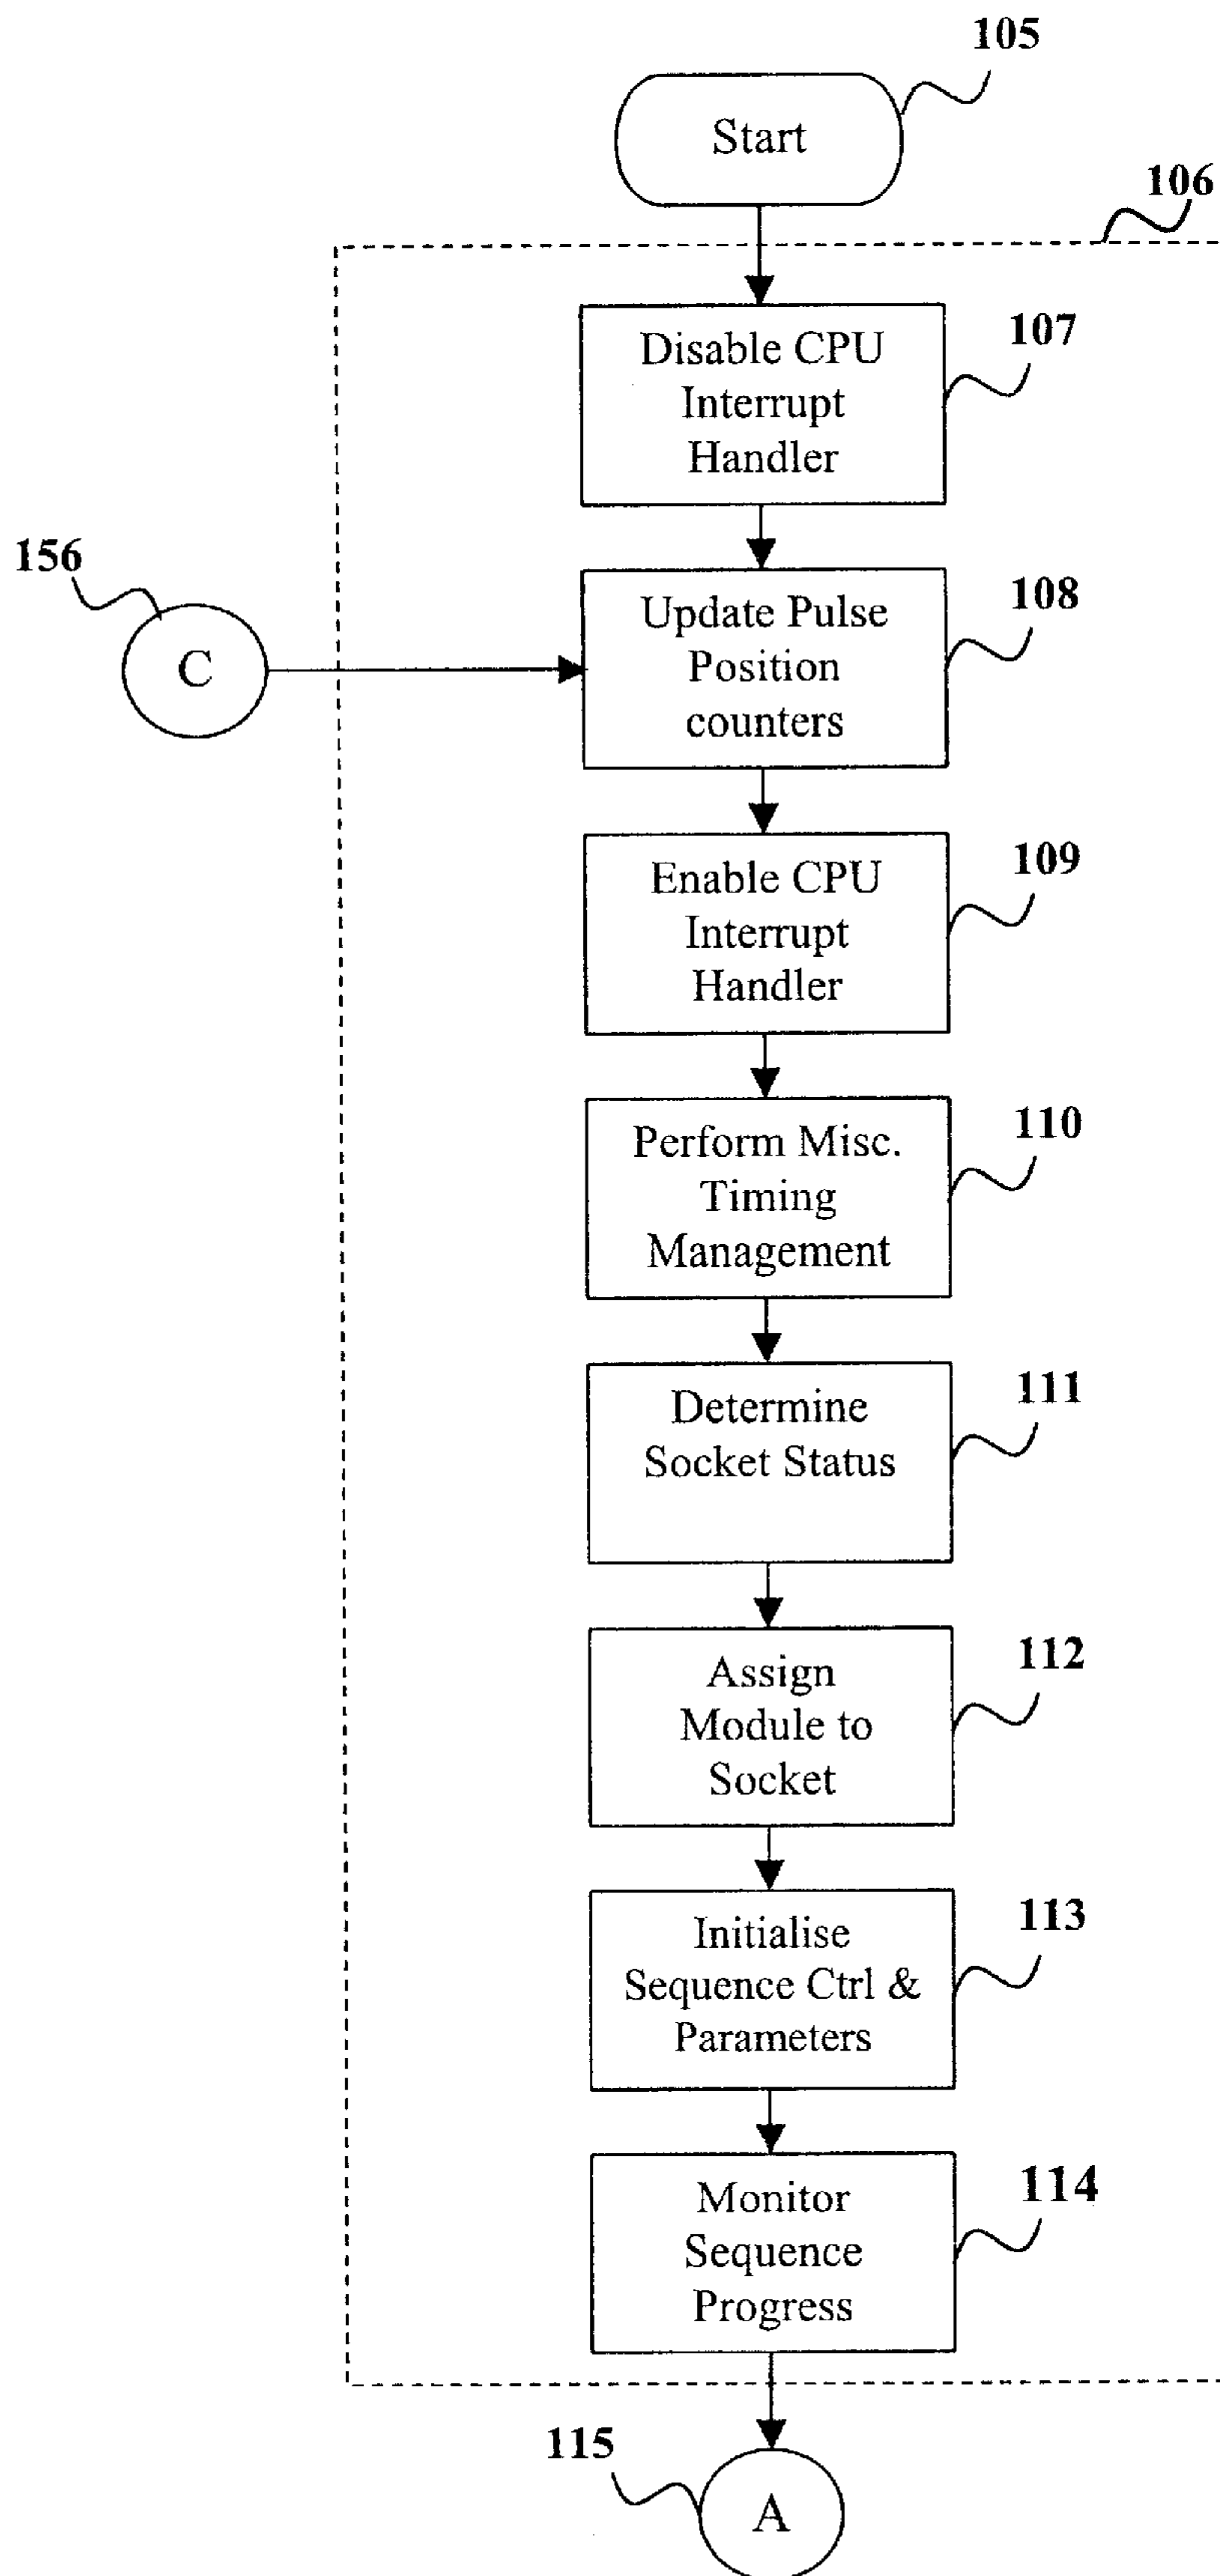 105
Start
106
Disable CPU
Interrupt
Handler
107
156
C
Update Pulse
Position
counters
108
Enable CPU
Interrupt
Handler
109
Perform Misc.
Timing
Management
110
Determine
Socket Status
111
Assign
Module to
Socket
112
Initialise
Sequence Ctrl &
Parameters
113
Monitor
Sequence
Progress
114
115
A